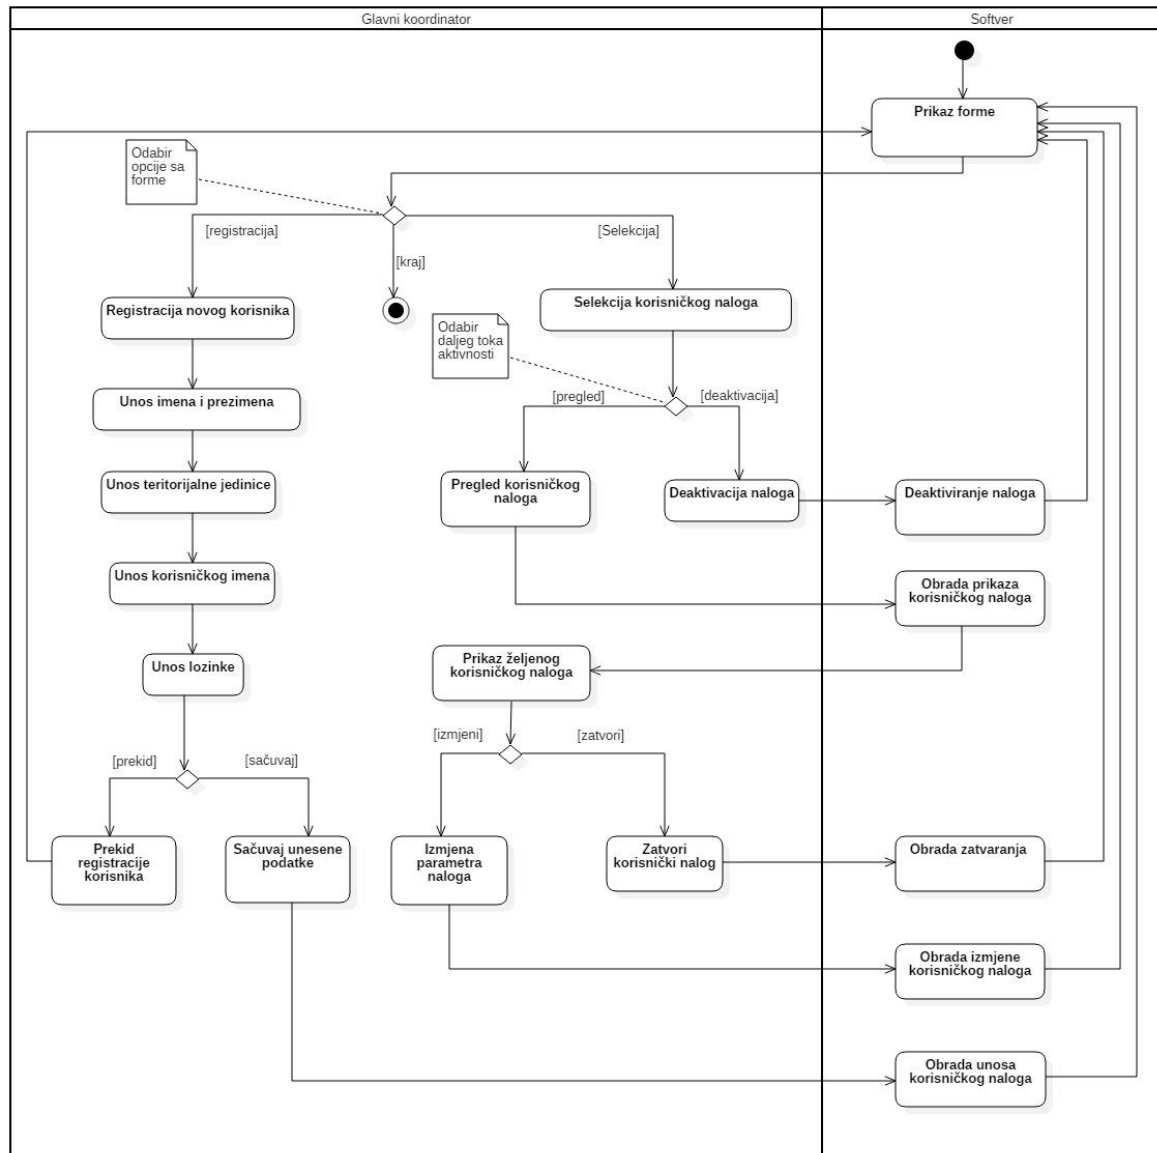 Glavni koordinator
Softver
Prikaz forme
Odabir
opcije sa
forme
[registracija]
[kraj]
[Selekcija]
Registracija novog korisnika
Selekcija korisničkog naloga
Odabir
daljeg toka
aktivnosti
[pregled]
[deaktivacija]
Unos imena i prezimena
Unos teritorijalne jedinice
Pregled korisničkog
naloga
Deaktivacija naloga
Deaktiviranje naloga
Unos korisničkog imena
Obrada prikaza
korisničkog naloga
Unos lozinke
Prikaz željenog
korisničkog naloga
[prekid]
[sačuvaj]
[izmjeni]
[zatvori]
Prekid
registracije
korisnika
Sačuvaj unesene
podatke
Izmjena
parametra
naloga
Zatvori
korisnički nalog
Obrada zatvaranja
Obrada izmjene
korisničkog naloga
Obrada unosa
korisničkog naloga